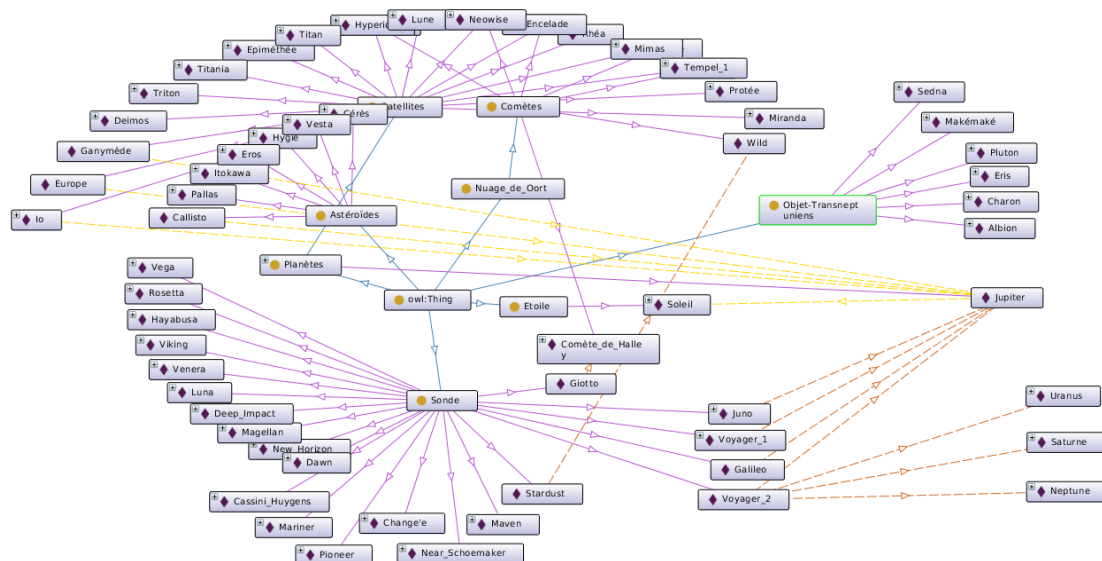 Hyperion
Lune
Neowise
Encelade
Titan
Rhéa
Epiméthée
Mimas
Titania
Tempel_1
Triton
Protée
Sedna
Satellites
Comètes
Deimos
Cérès
Vesta
Miranda
Makémaké
Ganymède
Hygie
Wild
Eros
Pluton
Itokawa
Europe
Nuage_de_Oort
Eris
Pallas
Charon
Io
Callisto
Astéroïdes
Objet-Transnept
uniens
Albion
Vega
Planètes
Rosetta
owl:Thing
Etoile
Soleil
Jupiter
Hayabusa
Viking
Comète_de_Halle
y
Venera
Giotto
Luna
Sonde
Uranus
Deep_Impact
Juno
Magellan
Voyager_1
Saturne
New_Horizon
Dawn
Galileo
Cassini_Huygens
Stardust
Voyager_2
Neptune
Mariner
Change'e
Maven
Pioneer
Near_Schoemaker